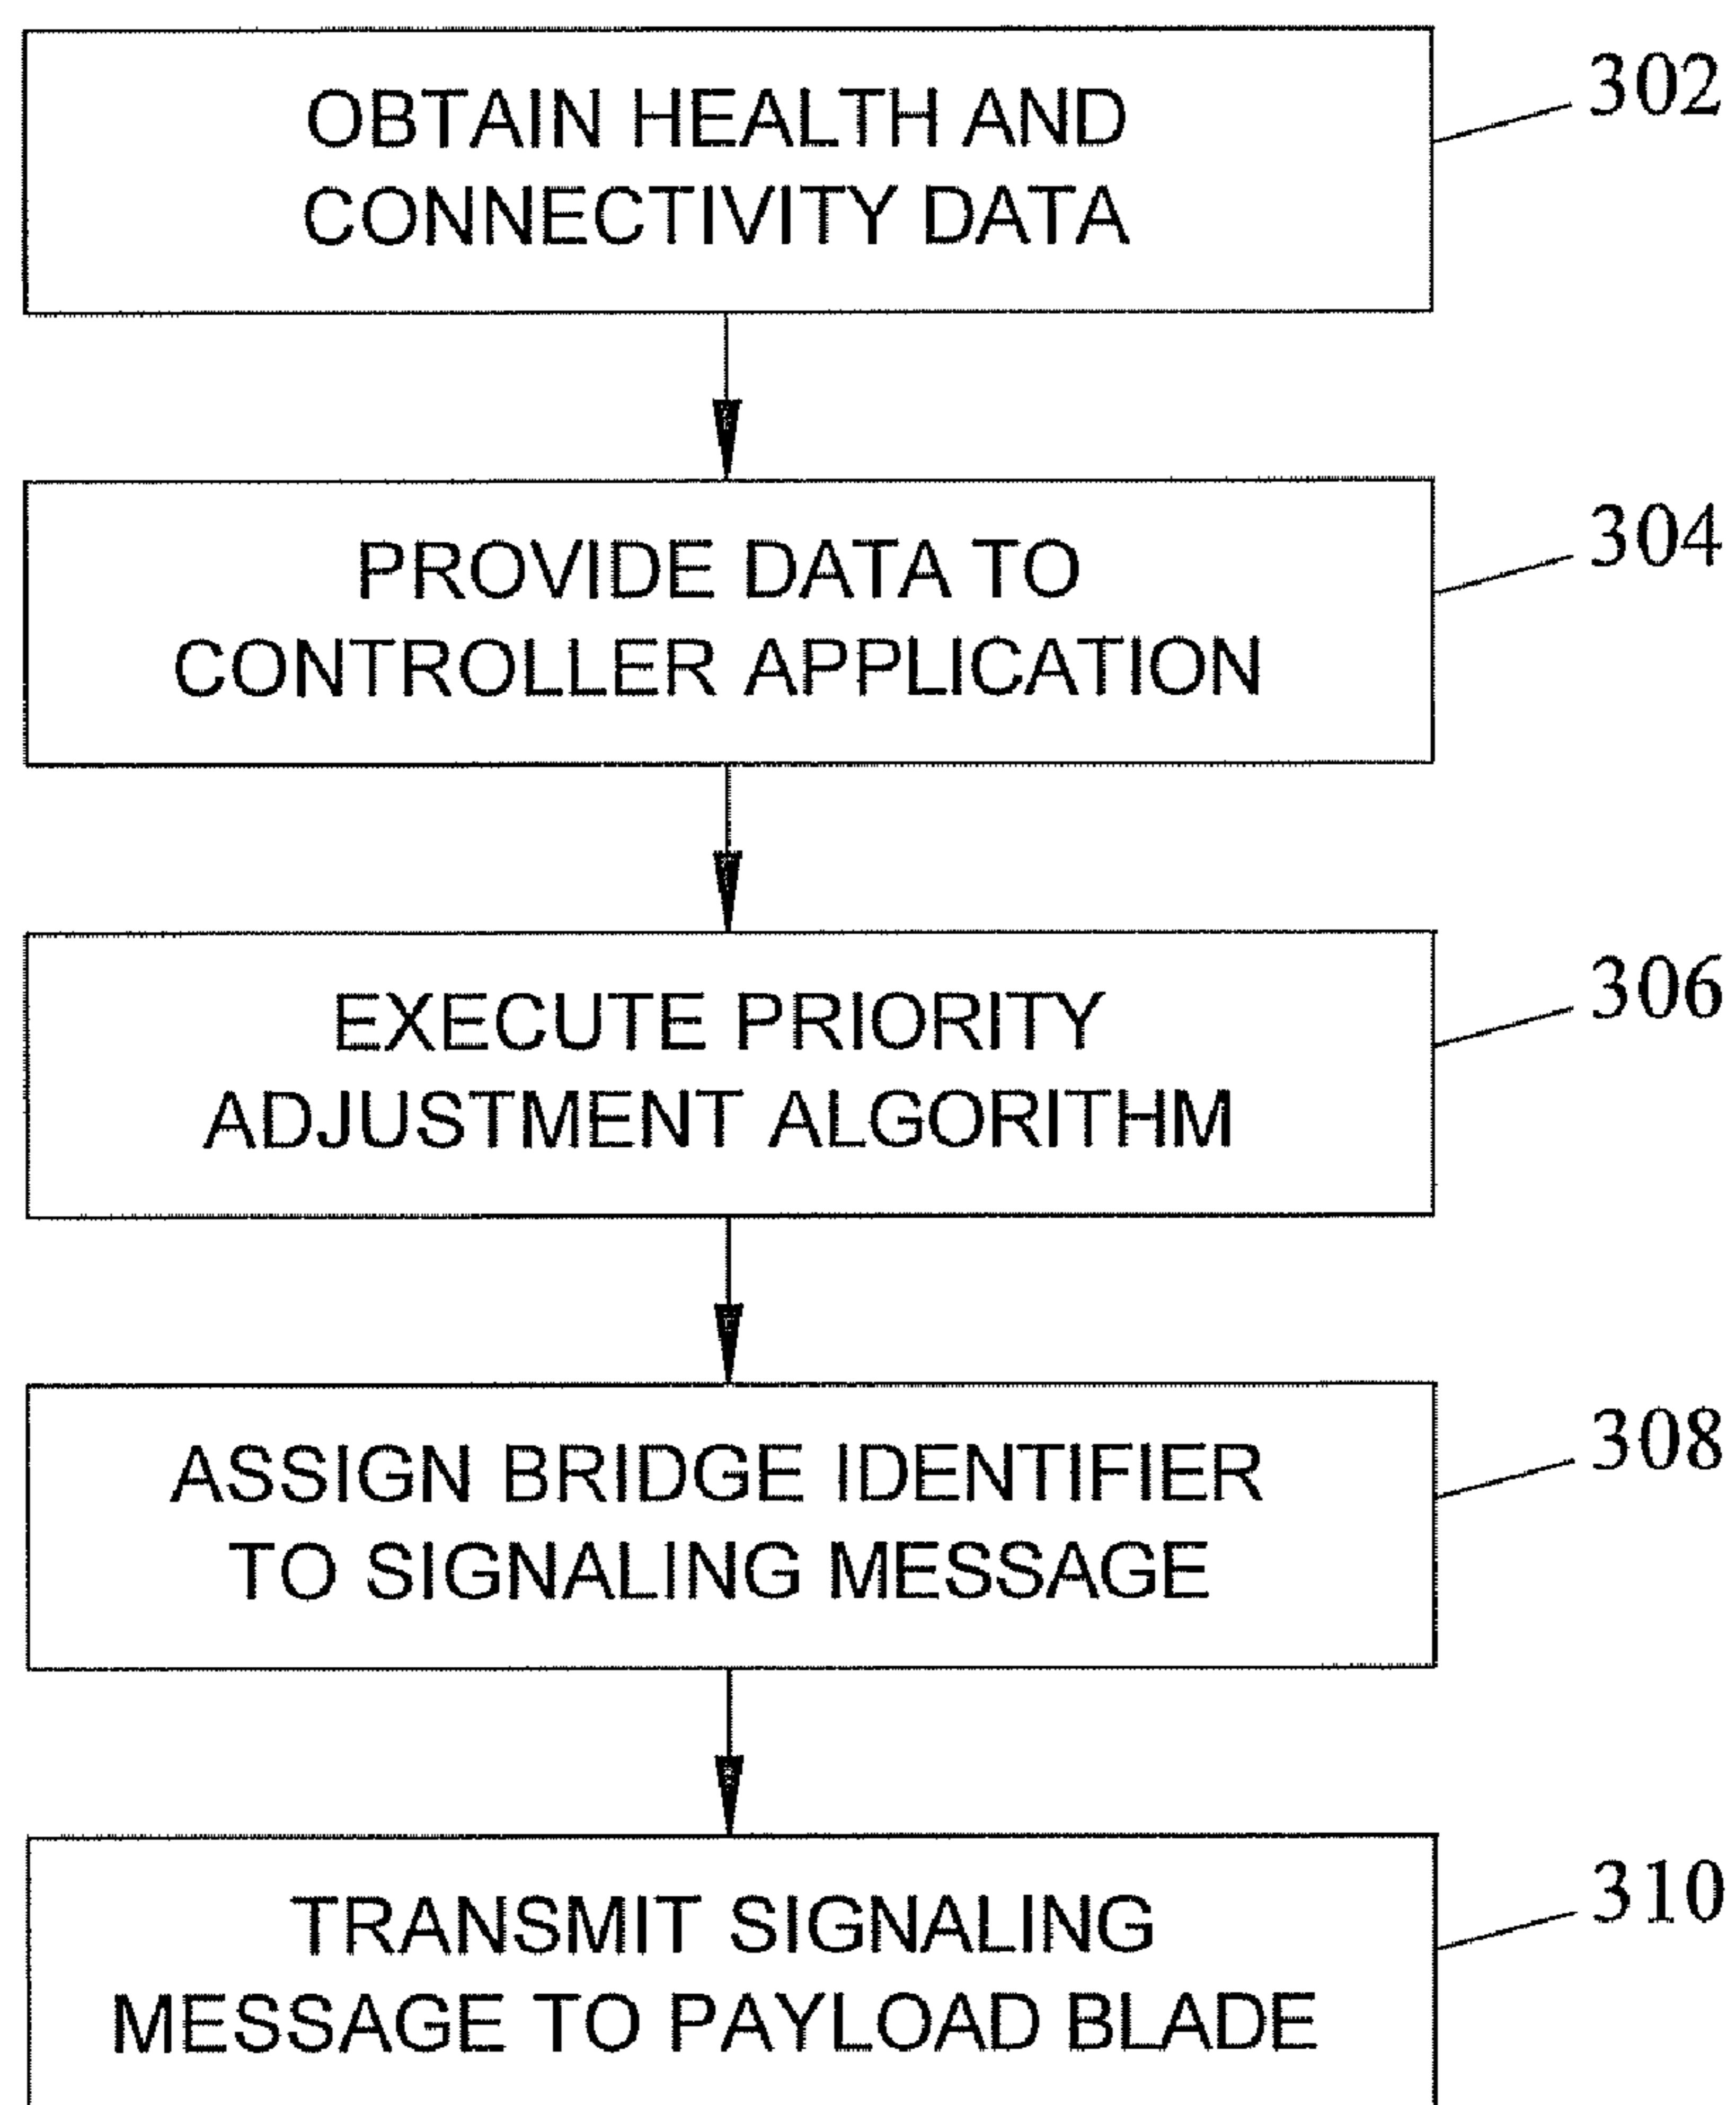 OBTAIN HEALTH AND
CONNECTIVITY DATA
302
PROVIDE DATA TO
CONTROLLER APPLICATION
304
EXECUTE PRIORITY
ADJUSTMENT ALGORITHM
306
ASSIGN BRIDGE IDENTIFIER
TO SIGNALING MESSAGE
308
TRANSMIT SIGNALING
MESSAGE TO PAYLOAD BLADE
310